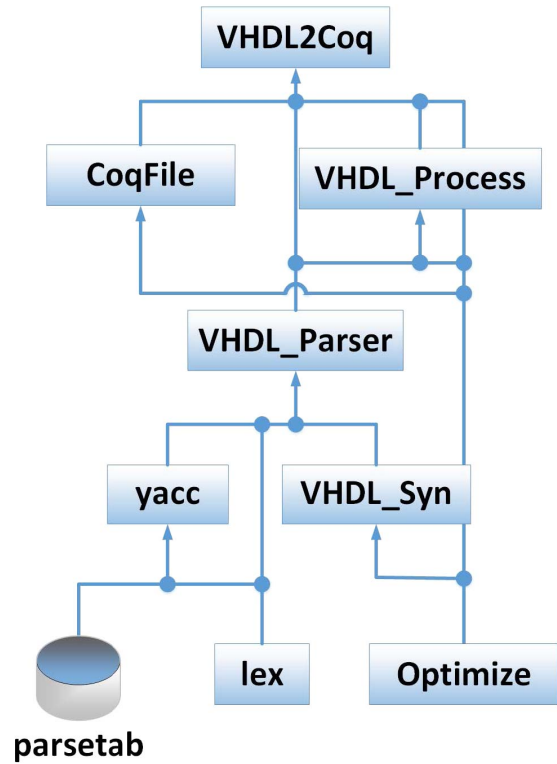 VHDL2Coq
CoqFile
VHDL_Process
VHDL_Parser
yacc
VHDL_Syn
lex
Optimize
parsetab